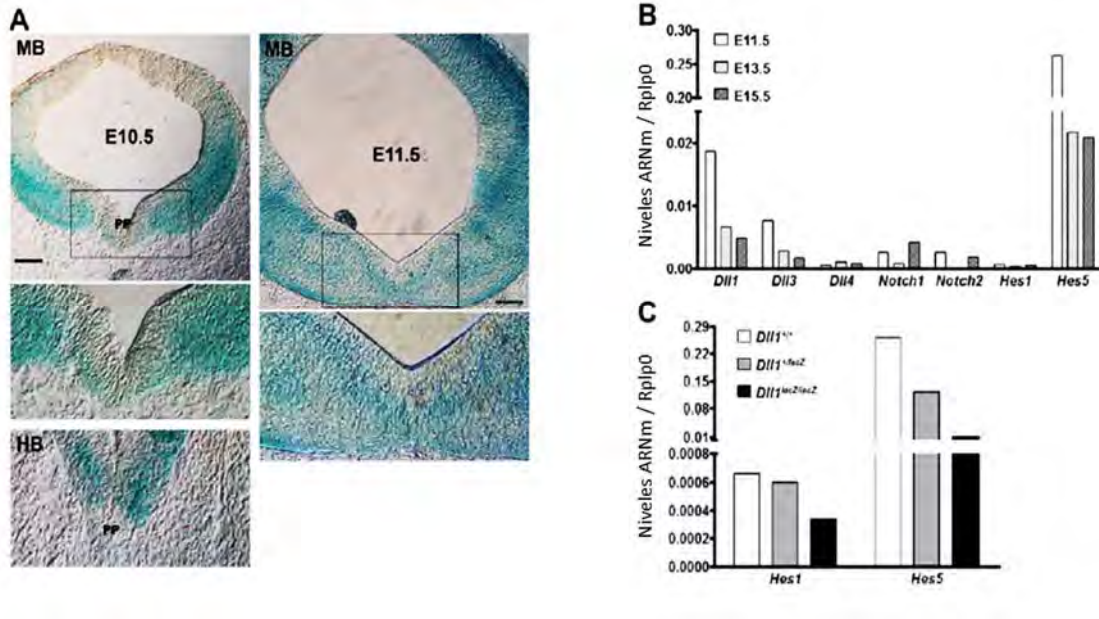 A
MB
E10.5
PP
HB
PP
MB
E11.5
B
Niveles ARNm / Rplp0
0.30
0.25
0.20
0.02
0.01
0.00
E11.5
E13.5
E15.5
Dll1 Dll3 Dll4 Notch1 Notch2 Hes1 Hes5
C
Niveles ARNm / Rplp0
0.29
0.22
0.15
0.08
0.01
0.0008
0.0006
0.0004
0.0002
0.0000
Dll1+/+
Dll1+/lacZ
Dll1lacZ/lacZ
Hes1 Hes5